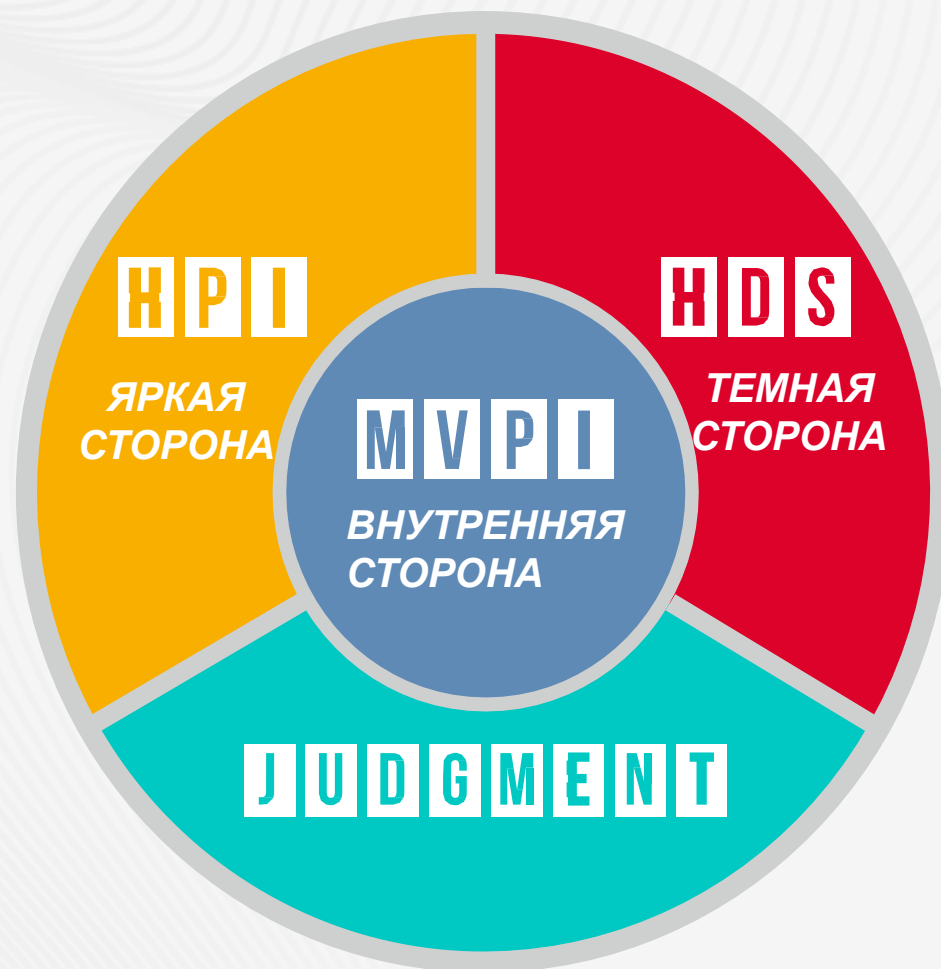 HPI
ЯРКАЯ
СТОРОНА
HDS
ТЕМНАЯ
СТОРОНА
MVPI
ВНУТРЕННЯЯ
СТОРОНА
JUDGMENT